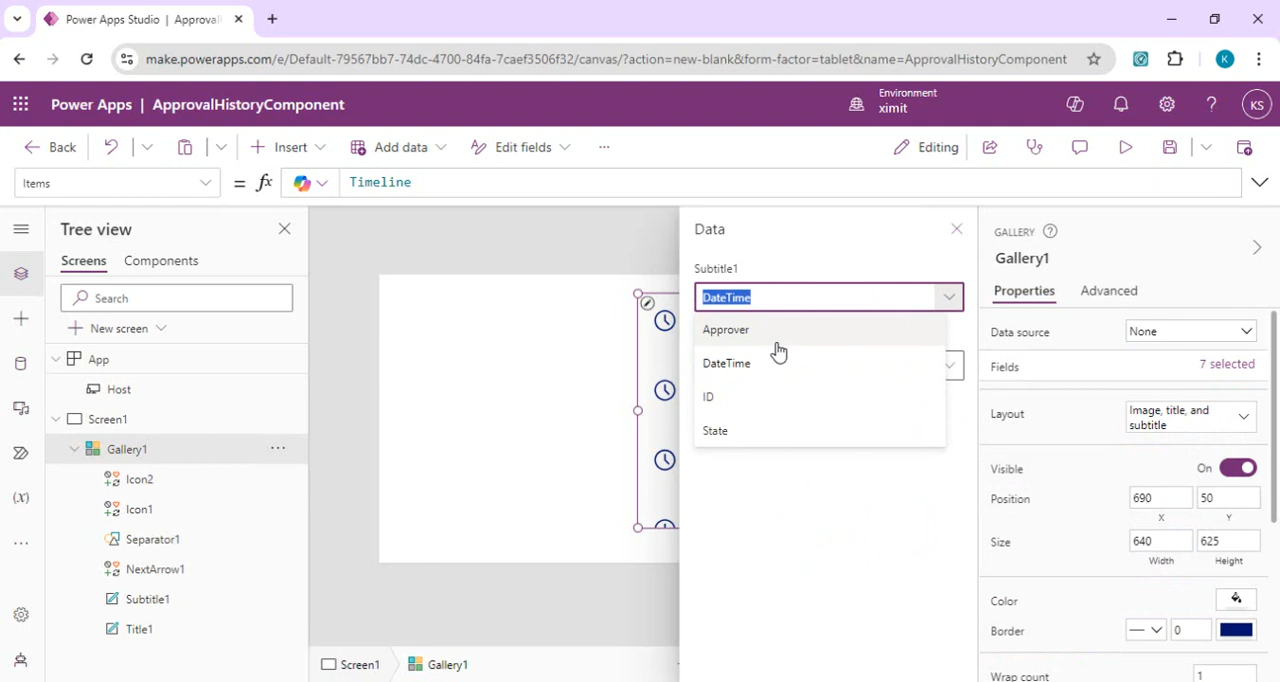 Power Apps Studio | Approval
make.powerapps.com/e/Default-79567bb7-74dc-4700-84fa-7caef3506f32/canvas/?action=new-blank&form-factor=tablet&name=ApprovalHistoryComponent
K
Power Apps | ApprovalHistoryComponent
Environment
ximit
KS
Back
Insert
Add data
Edit fields
Editing
Items
= fx
Timeline
Tree view
Screens
Components
Search
New screen
App
Host
Screen1
Gallery1
Icon2
Icon1
Separator1
NextArrow1
Subtitle1
Title1
Screen1
Gallery1
Data
Subtitle1
DateTime
Approver
DateTime
ID
State
GALLERY
Gallery1
Properties
Advanced
Data source
None
Fields
7 selected
Layout
Image, title, and
subtitle
Visible
On
Position
690
50
X
Y
Size
640
625
Width
Height
Color
Border
0
Wrap count
1